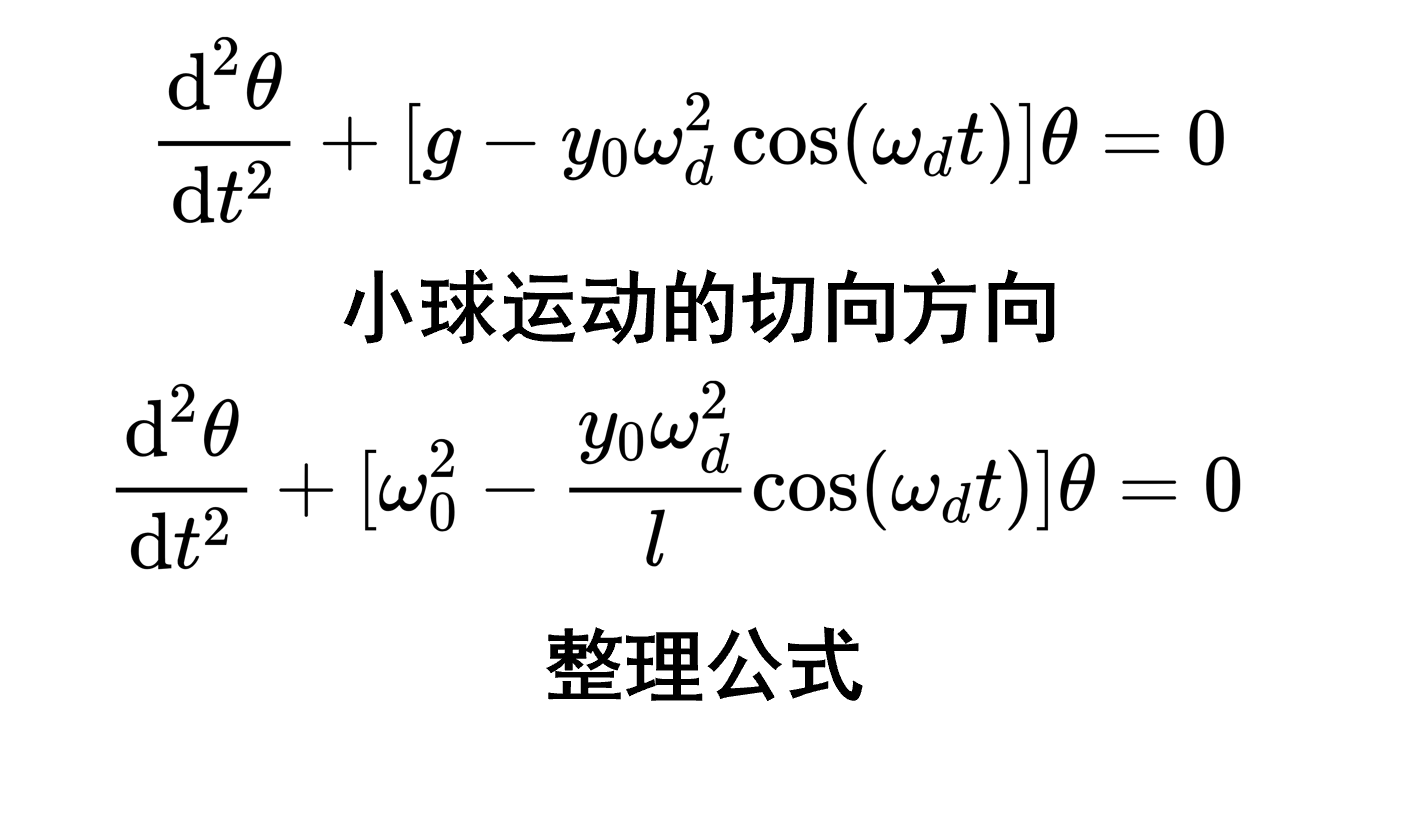 d²θ/dt² + [g − y₀ω_d² cos(ω_d t)]θ = 0
小球运动的切向方向
d²θ/dt² + [ω₀² − y₀ω_d²/l cos(ω_d t)]θ = 0
整理公式